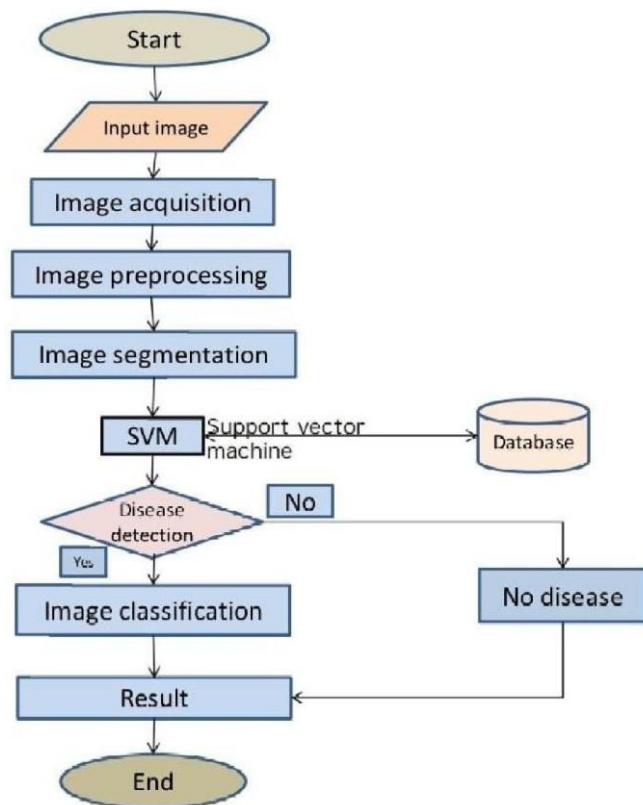 Start
Input image
Image acquisition
Image preprocessing
Image segmentation
SVM
Support vector
machine
Database
Disease
detection
No
Yes
Image classification
No disease
Result
End